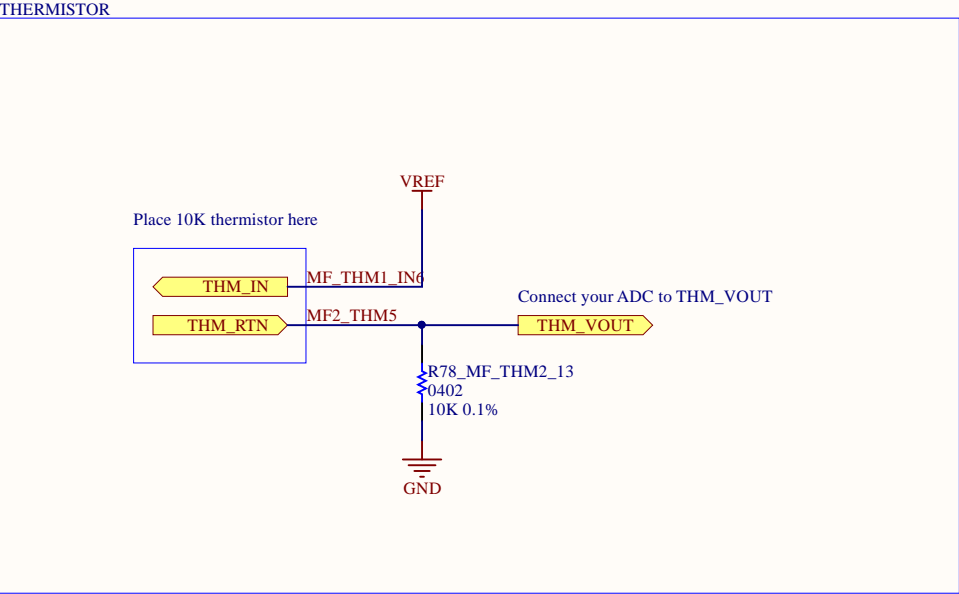 THERMISTOR
VREF
Place 10K thermistor here
THM_IN
MF_THM1_IN6
Connect your ADC to THM_VOUT
THM_RTN
MF2_THM5
THM_VOUT
R78_MF_THM2_13
0402
10K 0.1%
GND